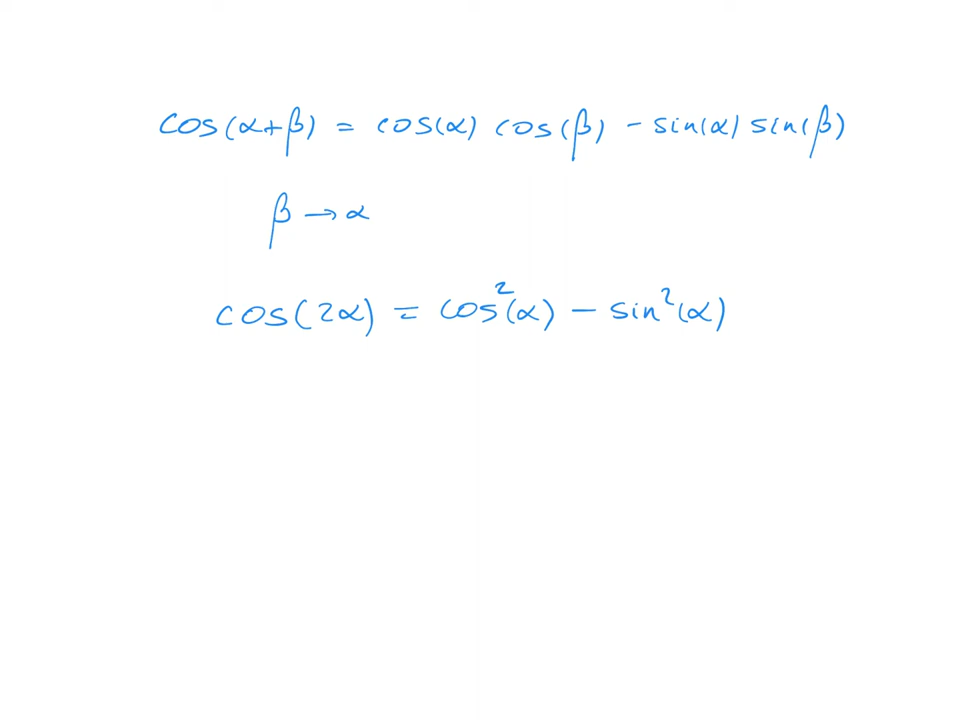 cos(α+β) = cos(α) cos(β) - sin(α) sin(β)
β → α
cos(2α) = cos²(α) - sin²(α)